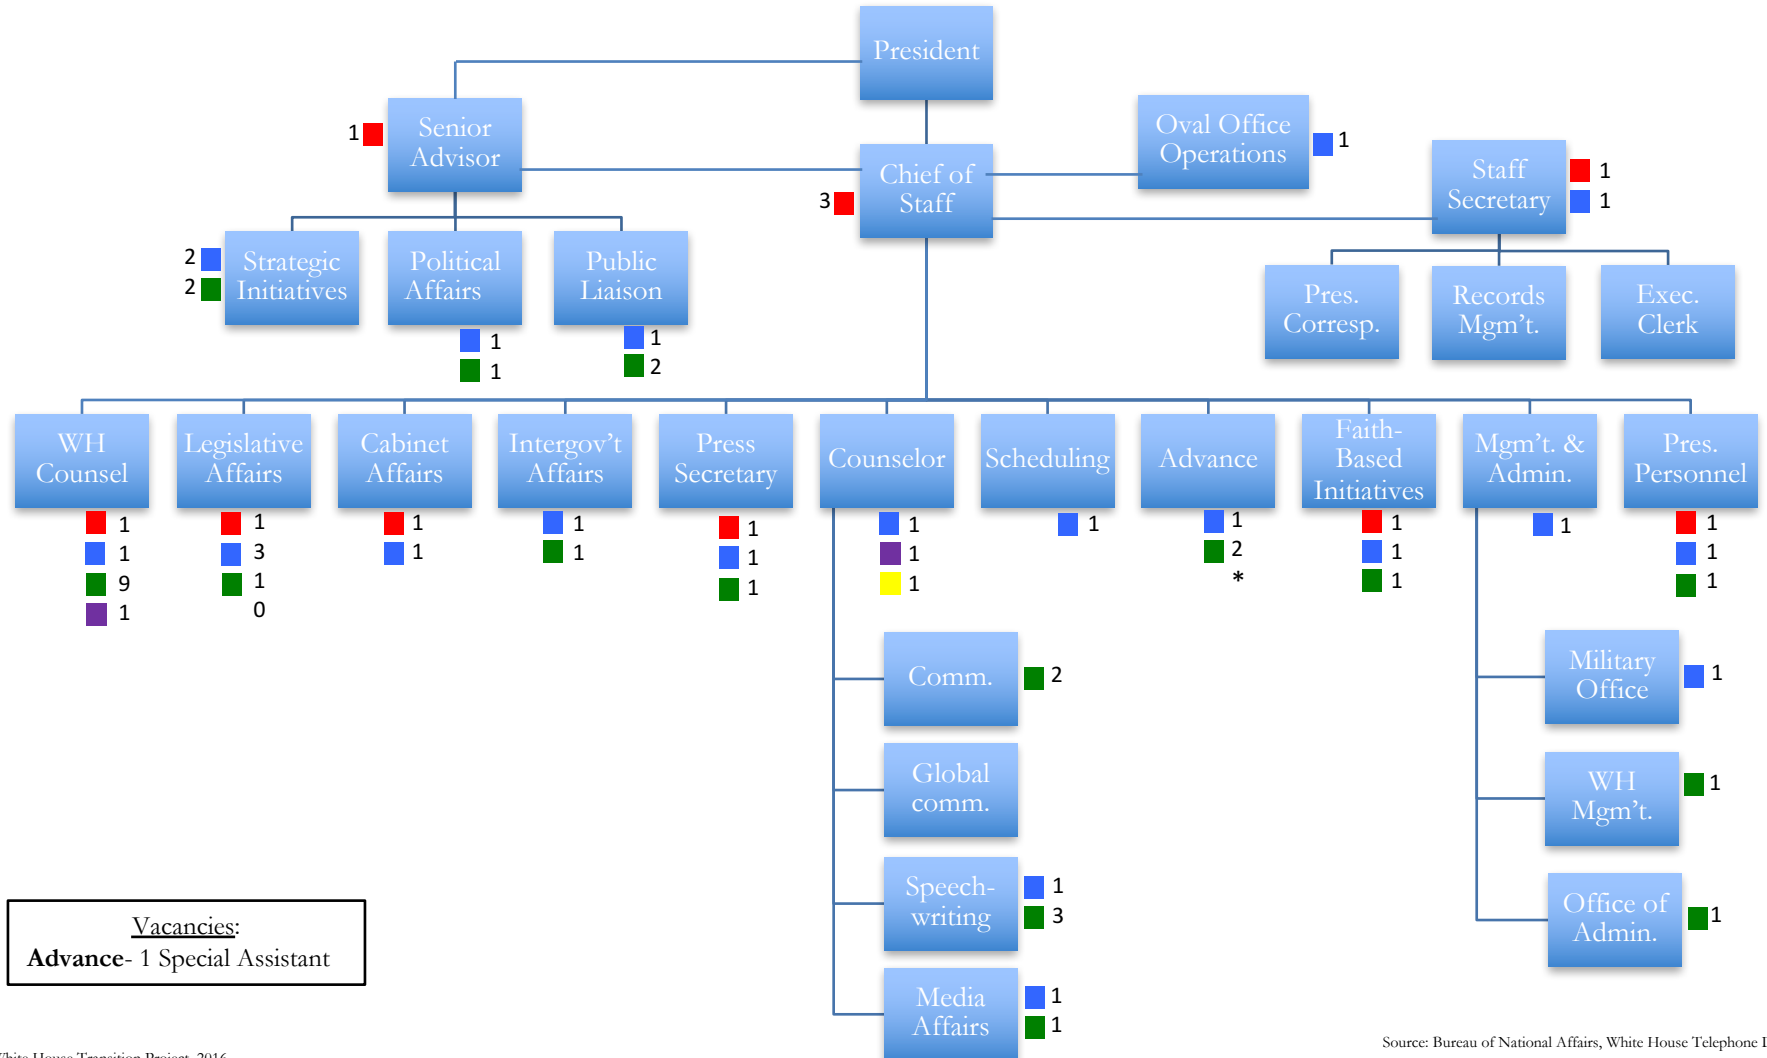 President
Senior
Advisor
1
Oval Office
Operations
1
Chief of
Staff
3
Staff
Secretary
1
1
Strategic
Initiatives
2
2
Political
Affairs
1
1
Public
Liaison
1
2
Pres.
Corresp.
Records
Mgm't.
Exec.
Clerk
WH
Counsel
1
1
9
1
Legislative
Affairs
1
3
1
0
Cabinet
Affairs
1
1
Intergov't
Affairs
1
1
Press
Secretary
1
1
1
Counselor
1
1
1
Scheduling
1
Advance
1
2
*
Faith-
Based
Initiatives
1
1
1
Mgm't. &
Admin.
1
Pres.
Personnel
1
1
1
Comm.
2
Global
comm.
Speech-
writing
1
3
Media
Affairs
1
1
Military
Office
1
WH
Mgm't.
1
Office of
Admin.
1
Vacancies:
Advance- 1 Special Assistant
House Transition Project, 2016
Source: Bureau of National Affairs, White House Telephone